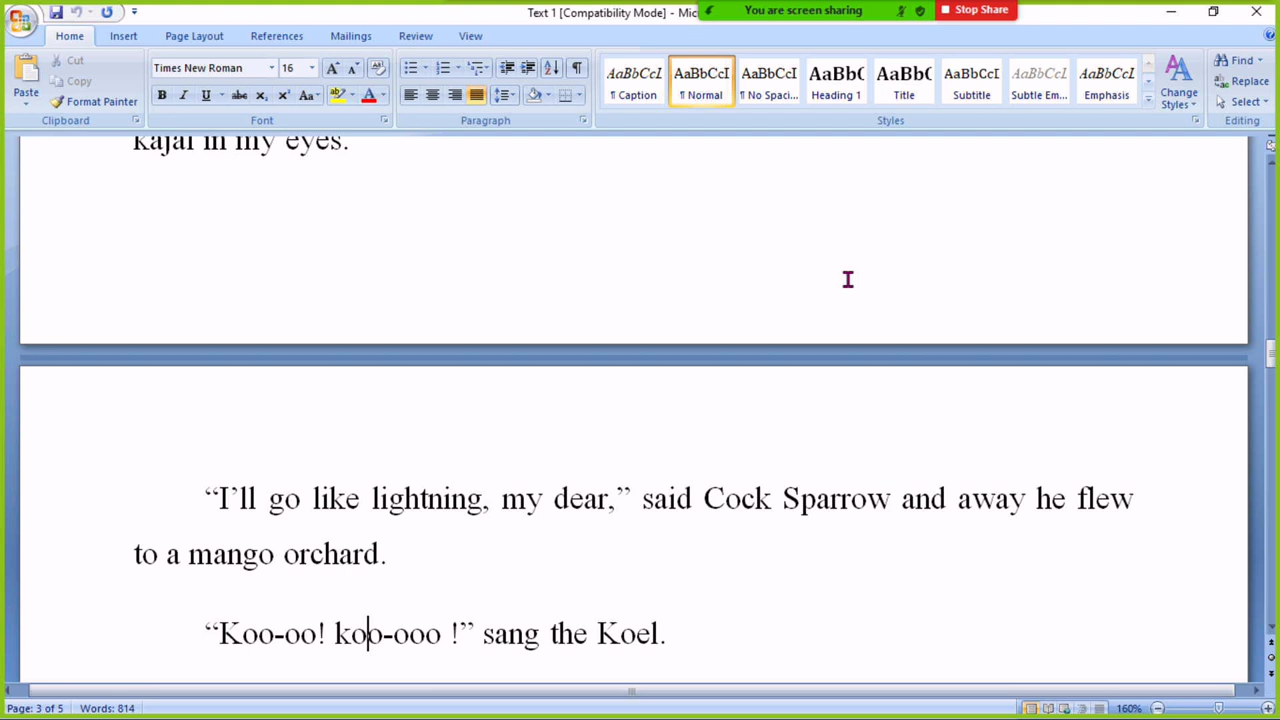 Text 1 [Compatibility Mode] - Mic
You are screen sharing
Stop Share
Home Insert Page Layout References Mailings Review View
Paste
Cut
Copy
Format Painter
Clipboard
Times New Roman 16
B I U abc x₂ x² Aa
Font
Paragraph
AaBbCcI AaBbCcI AaBbCcI AaBbC AaBbC AaBbCcI AaBbCcI AaBbCcI
Caption ¶ Normal ¶ No Spaci... Heading 1 Title Subtitle Subtle Em... Emphasis
Change Styles
Styles
Find
Replace
Select
Editing
kajal in my eyes.
“I’ll go like lightning, my dear,” said Cock Sparrow and away he flew
to a mango orchard.
“Koo-oo! koo-ooo !” sang the Koel.
Page: 3 of 5 Words: 814 160%